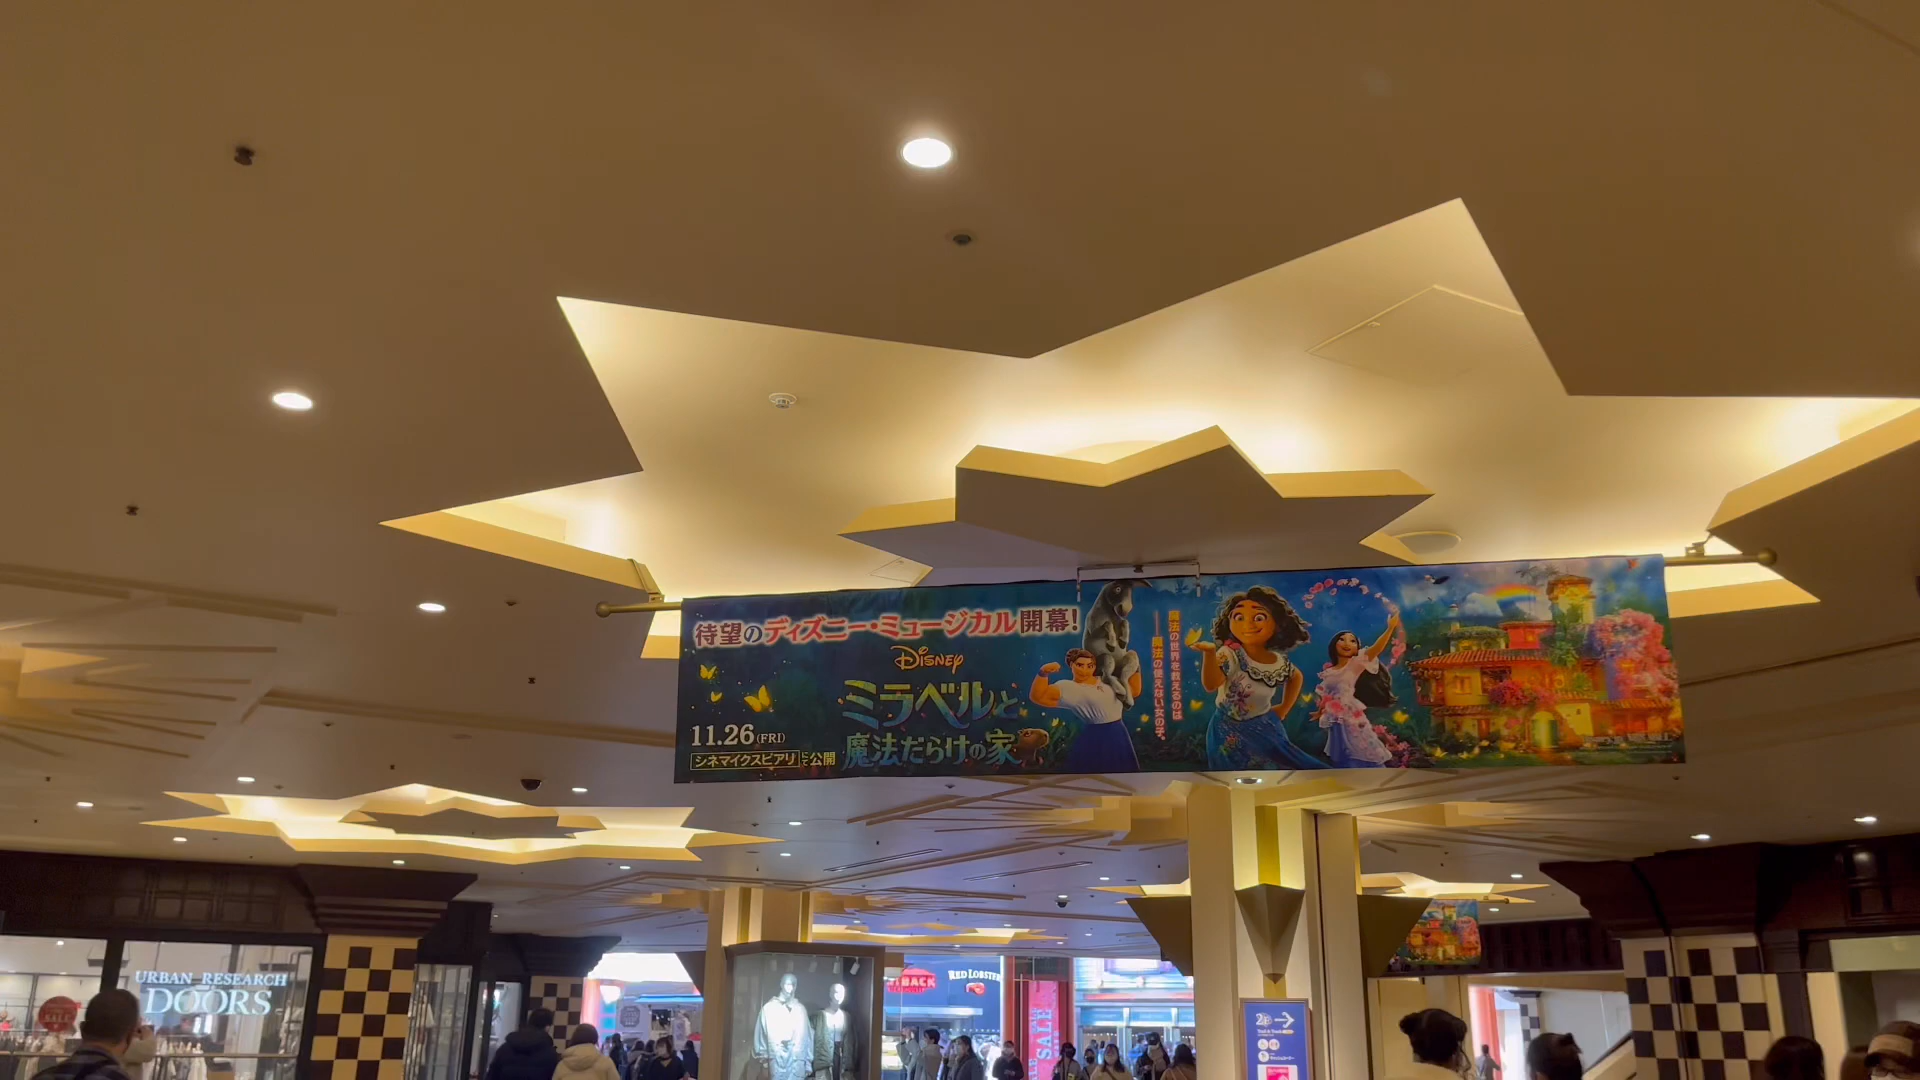 待望のディズニー・ミュージカル開幕!
DISNEY
ミラベルと
魔法だらけの家
11.26(FRI)
シネマイクスピアリにて公開
魔法の世界を救えるのは
──魔法の使えない女の子。
URBAN RESEARCH
DOORS
SALE
RED LOBSTER
SALE
2F